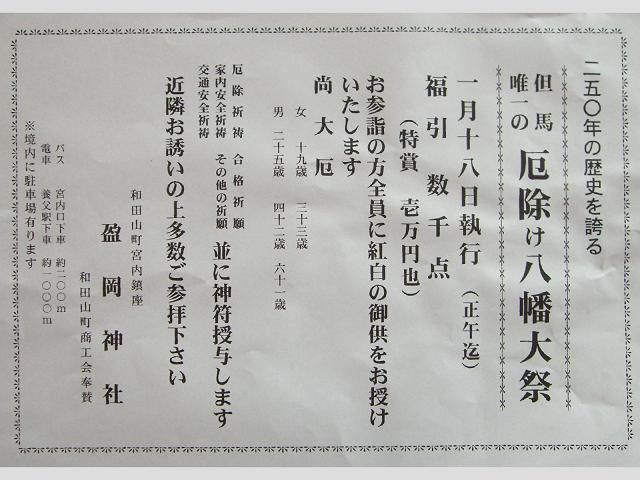 二五〇年の歴史を誇る
但馬唯一の 厄除け八幡大祭
一月十八日執行(正午迄)
福引数千点
(特賞 壱万円也)
お参詣の方全員に紅白の御供をお授け
いたします
尚大厄
女 十九歳 三十三歳
男 二十五歳 四十二歳 六十一歳
厄除祈祷 合格祈願
家内安全祈祷 その他の祈願
交通安全祈祷
並に神符授与します
近隣お誘いの上多数ご参拝下さい
和田山町宮内鎮座
盈岡神社
和田山町商工会奉賛
バス 宮内口下車 約二〇〇m
電車 養父駅下車 約一〇〇〇m
※境内に駐車場有ります